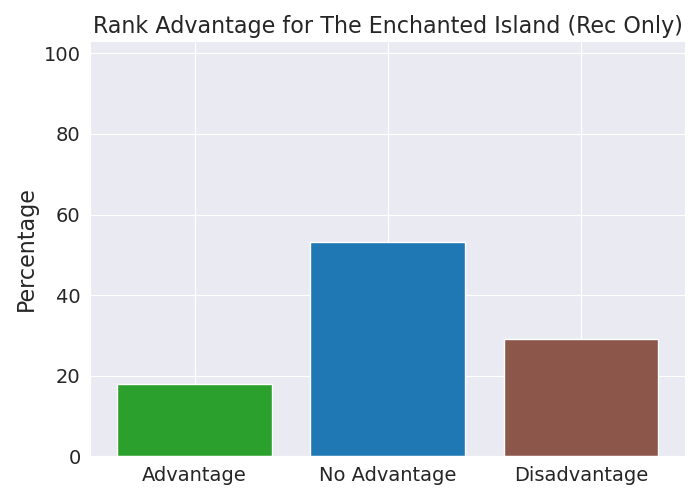 Rank Advantage for The Enchanted Island (Rec Only)
Percentage
100
80
60
40
20
0
Advantage
No Advantage
Disadvantage